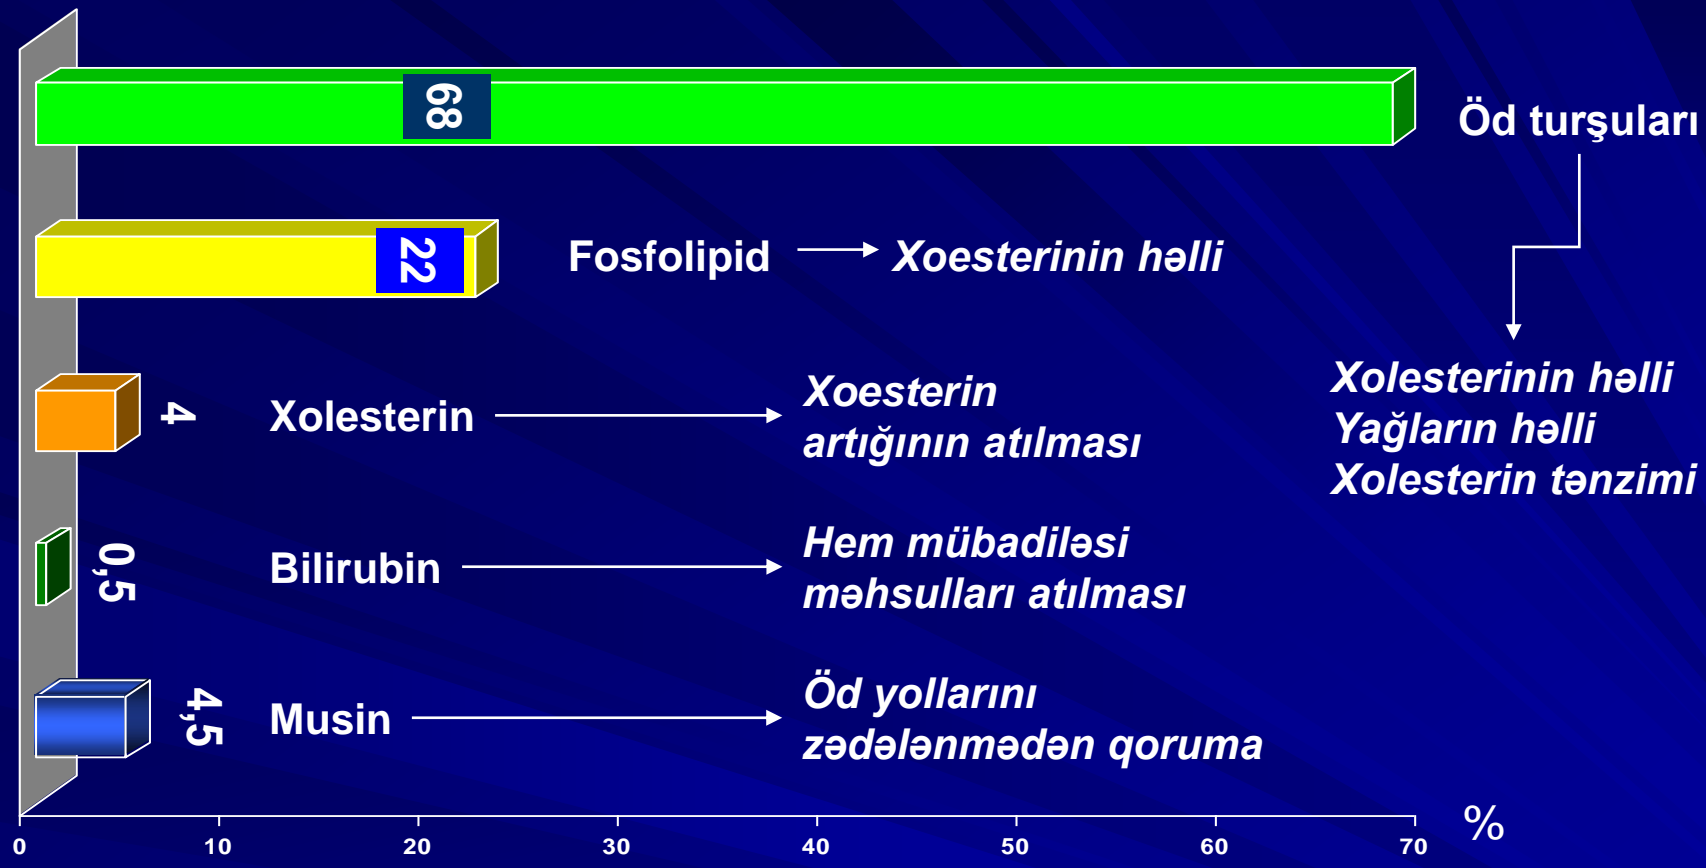 68
Öd turşuları
22
Fosfolipid
Xoesterinin həlli
4
Xolesterin
Xoesterin
artığının atılması
Xolesterinin həlli
Yağların həlli
Xolesterin tənzimi
0,5
Bilirubin
Hem mübadiləsi
məhsulları atılması
4,5
Musin
Öd yollarını
zədələnmədən qoruma
0 10 20 30 40 50 60 70 %